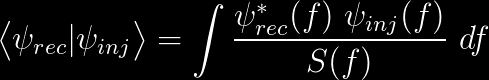 ⟨ψ_rec|ψ_inj⟩ = ∫ ψ*_rec(f) ψ_inj(f) / S(f) df